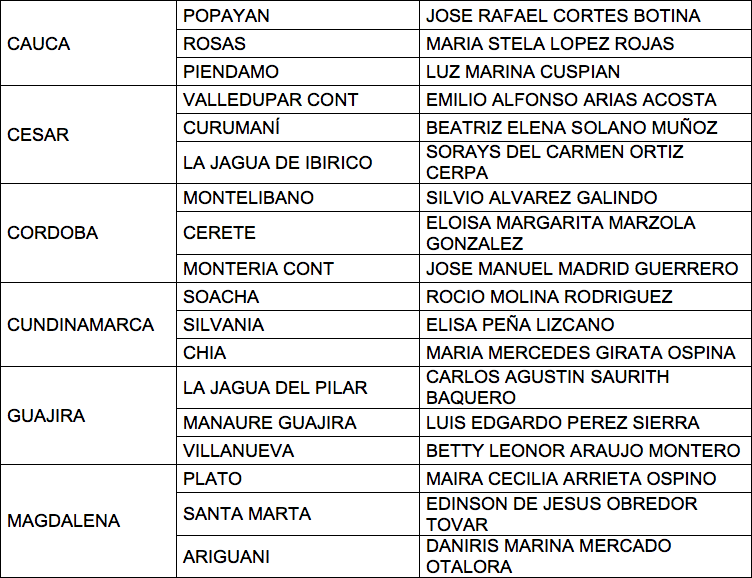 CAUCA
POPAYAN
JOSE RAFAEL CORTES BOTINA
ROSAS
MARIA STELA LOPEZ ROJAS
PIENDAMO
LUZ MARINA CUSPIAN
CESAR
VALLEDUPAR CONT
EMILIO ALFONSO ARIAS ACOSTA
CURUMANÍ
BEATRIZ ELENA SOLANO MUÑOZ
LA JAGUA DE IBIRICO
SORAYS DEL CARMEN ORTIZ
CERPA
CORDOBA
MONTELIBANO
SILVIO ALVAREZ GALINDO
CERETE
ELOISA MARGARITA MARZOLA
GONZALEZ
MONTERIA CONT
JOSE MANUEL MADRID GUERRERO
CUNDINAMARCA
SOACHA
ROCIO MOLINA RODRIGUEZ
SILVANIA
ELISA PEÑA LIZCANO
CHIA
MARIA MERCEDES GIRATA OSPINA
GUAJIRA
LA JAGUA DEL PILAR
CARLOS AGUSTIN SAURITH
BAQUERO
MANAURE GUAJIRA
LUIS EDGARDO PEREZ SIERRA
VILLANUEVA
BETTY LEONOR ARAUJO MONTERO
MAGDALENA
PLATO
MAIRA CECILIA ARRIETA OSPINO
SANTA MARTA
EDINSON DE JESUS OBREDOR
TOVAR
ARIGUANI
DANIRIS MARINA MERCADO
OTALORA